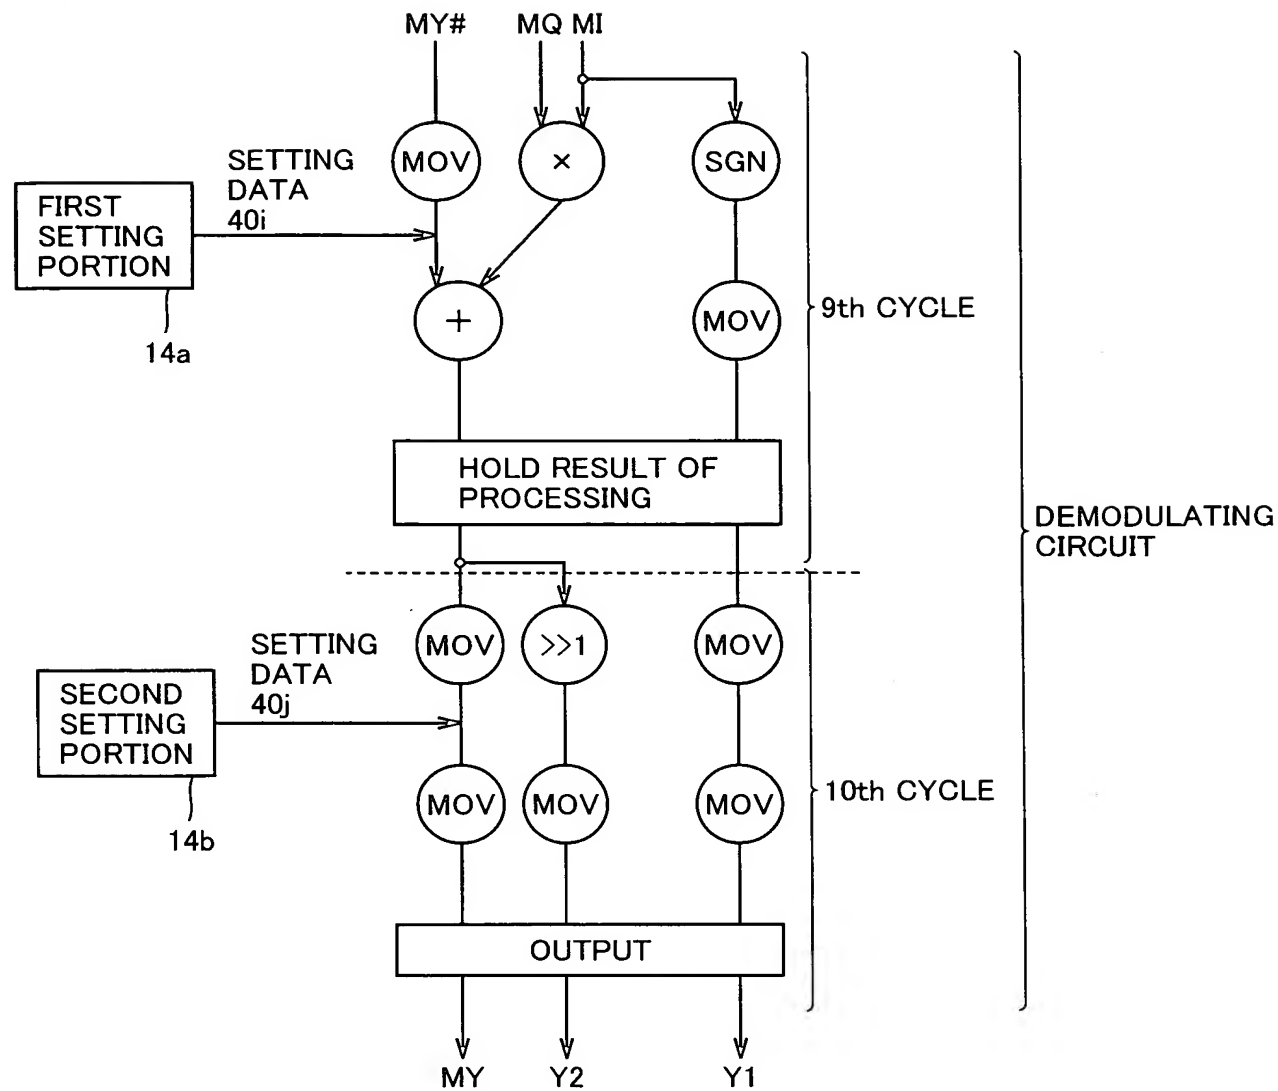 MY# MQ MI
MOV × SGN
SETTING
DATA
40i
FIRST
SETTING
PORTION
14a
+ MOV
9th CYCLE
HOLD RESULT OF
PROCESSING
DEMODULATING
CIRCUIT
MOV >>1 MOV
SETTING
DATA
40j
SECOND
SETTING
PORTION
14b
MOV MOV MOV
10th CYCLE
OUTPUT
MY Y2 Y1